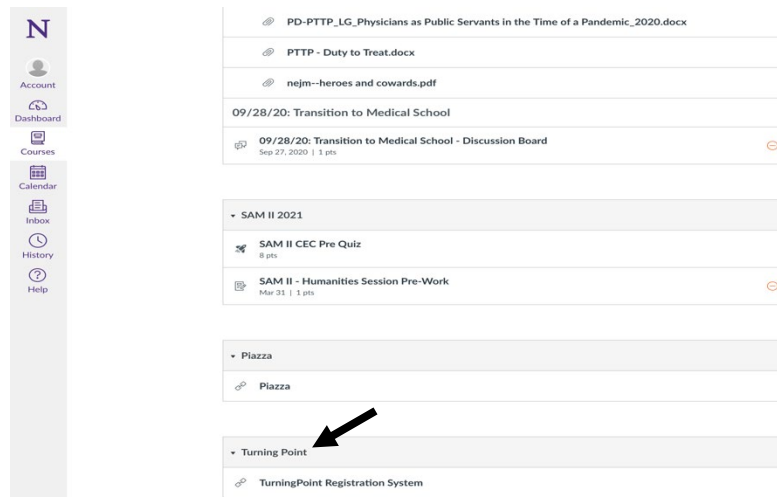 N
Account
Dashboard
Courses
Calendar
Inbox
History
Help
PD-PTTP_LG_Physicians as Public Servants in the Time of a Pandemic_2020.docx
PTTP - Duty to Treat.docx
nejm--heroes and cowards.pdf
09/28/20: Transition to Medical School
09/28/20: Transition to Medical School - Discussion Board
Sep 27, 2020 | 1 pts
SAM II 2021
SAM II CEC Pre Quiz
8 pts
SAM II - Humanities Session Pre-Work
Mar 31 | 1 pts
Piazza
Piazza
Turning Point
TurningPoint Registration System